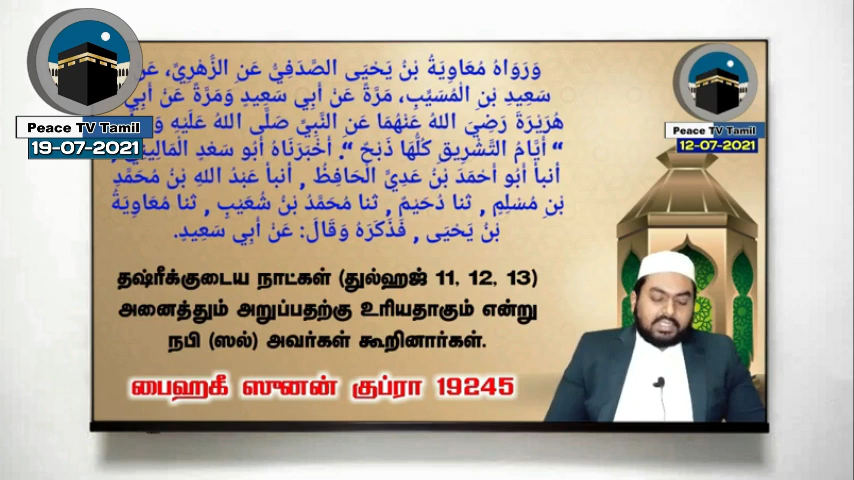 Peace TV Tamil
19-07-2021
Peace TV Tamil
12-07-2021
وَرَوَاهُ مُعَاوِيَةُ بْنُ يَحْيَى الصَّدَفِيُّ عَنِ الزُّهْرِيِّ، عَنْ
سَعِيدِ بْنِ الْمُسَيِّبِ، مَرَّةً عَنْ أَبِي سَعِيدٍ وَمَرَّةً عَنْ أَبِي
هُرَيْرَةَ رَضِيَ اللهُ عَنْهُمَا عَنِ النَّبِيِّ صَلَّى اللهُ عَلَيْهِ
" أَيَّامُ التَّشْرِيقِ كُلُّهَا ذَبْحٌ ". أَخْبَرَنَاهُ أَبُو سَعْدٍ الْمَالِينِيُّ ,
أنبأ أَبُو أَحْمَدَ بْنُ عَدِيٍّ الْحَافِظُ , أنبأ عَبْدُ اللهِ بْنُ مُحَمَّدِ
بْنِ مُسْلِمٍ , ثنا دُحَيْمٌ , ثنا مُحَمَّدُ بْنُ شُعَيْبٍ , ثنا مُعَاوِيَةُ
بْنُ يَحْيَى , فَذَكَرَهُ وَقَالَ: عَنْ أَبِي سَعِيدٍ.
தஷ்ரீக்குடைய நாட்கள் (துல்ஹஜ் 11, 12, 13)
அனைத்தும் அறுப்பதற்கு உரியதாகும் என்று
நபி (ஸல்) அவர்கள் கூறினார்கள்.
பைஹகீ ஸுனன் குப்ரா 19245